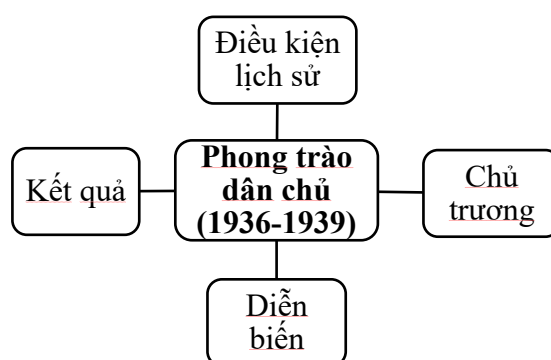 Điều kiện
lịch sử
Kết quả
Phong trào
dân chủ
(1936-1939)
Chủ
trương
Diễn
biến